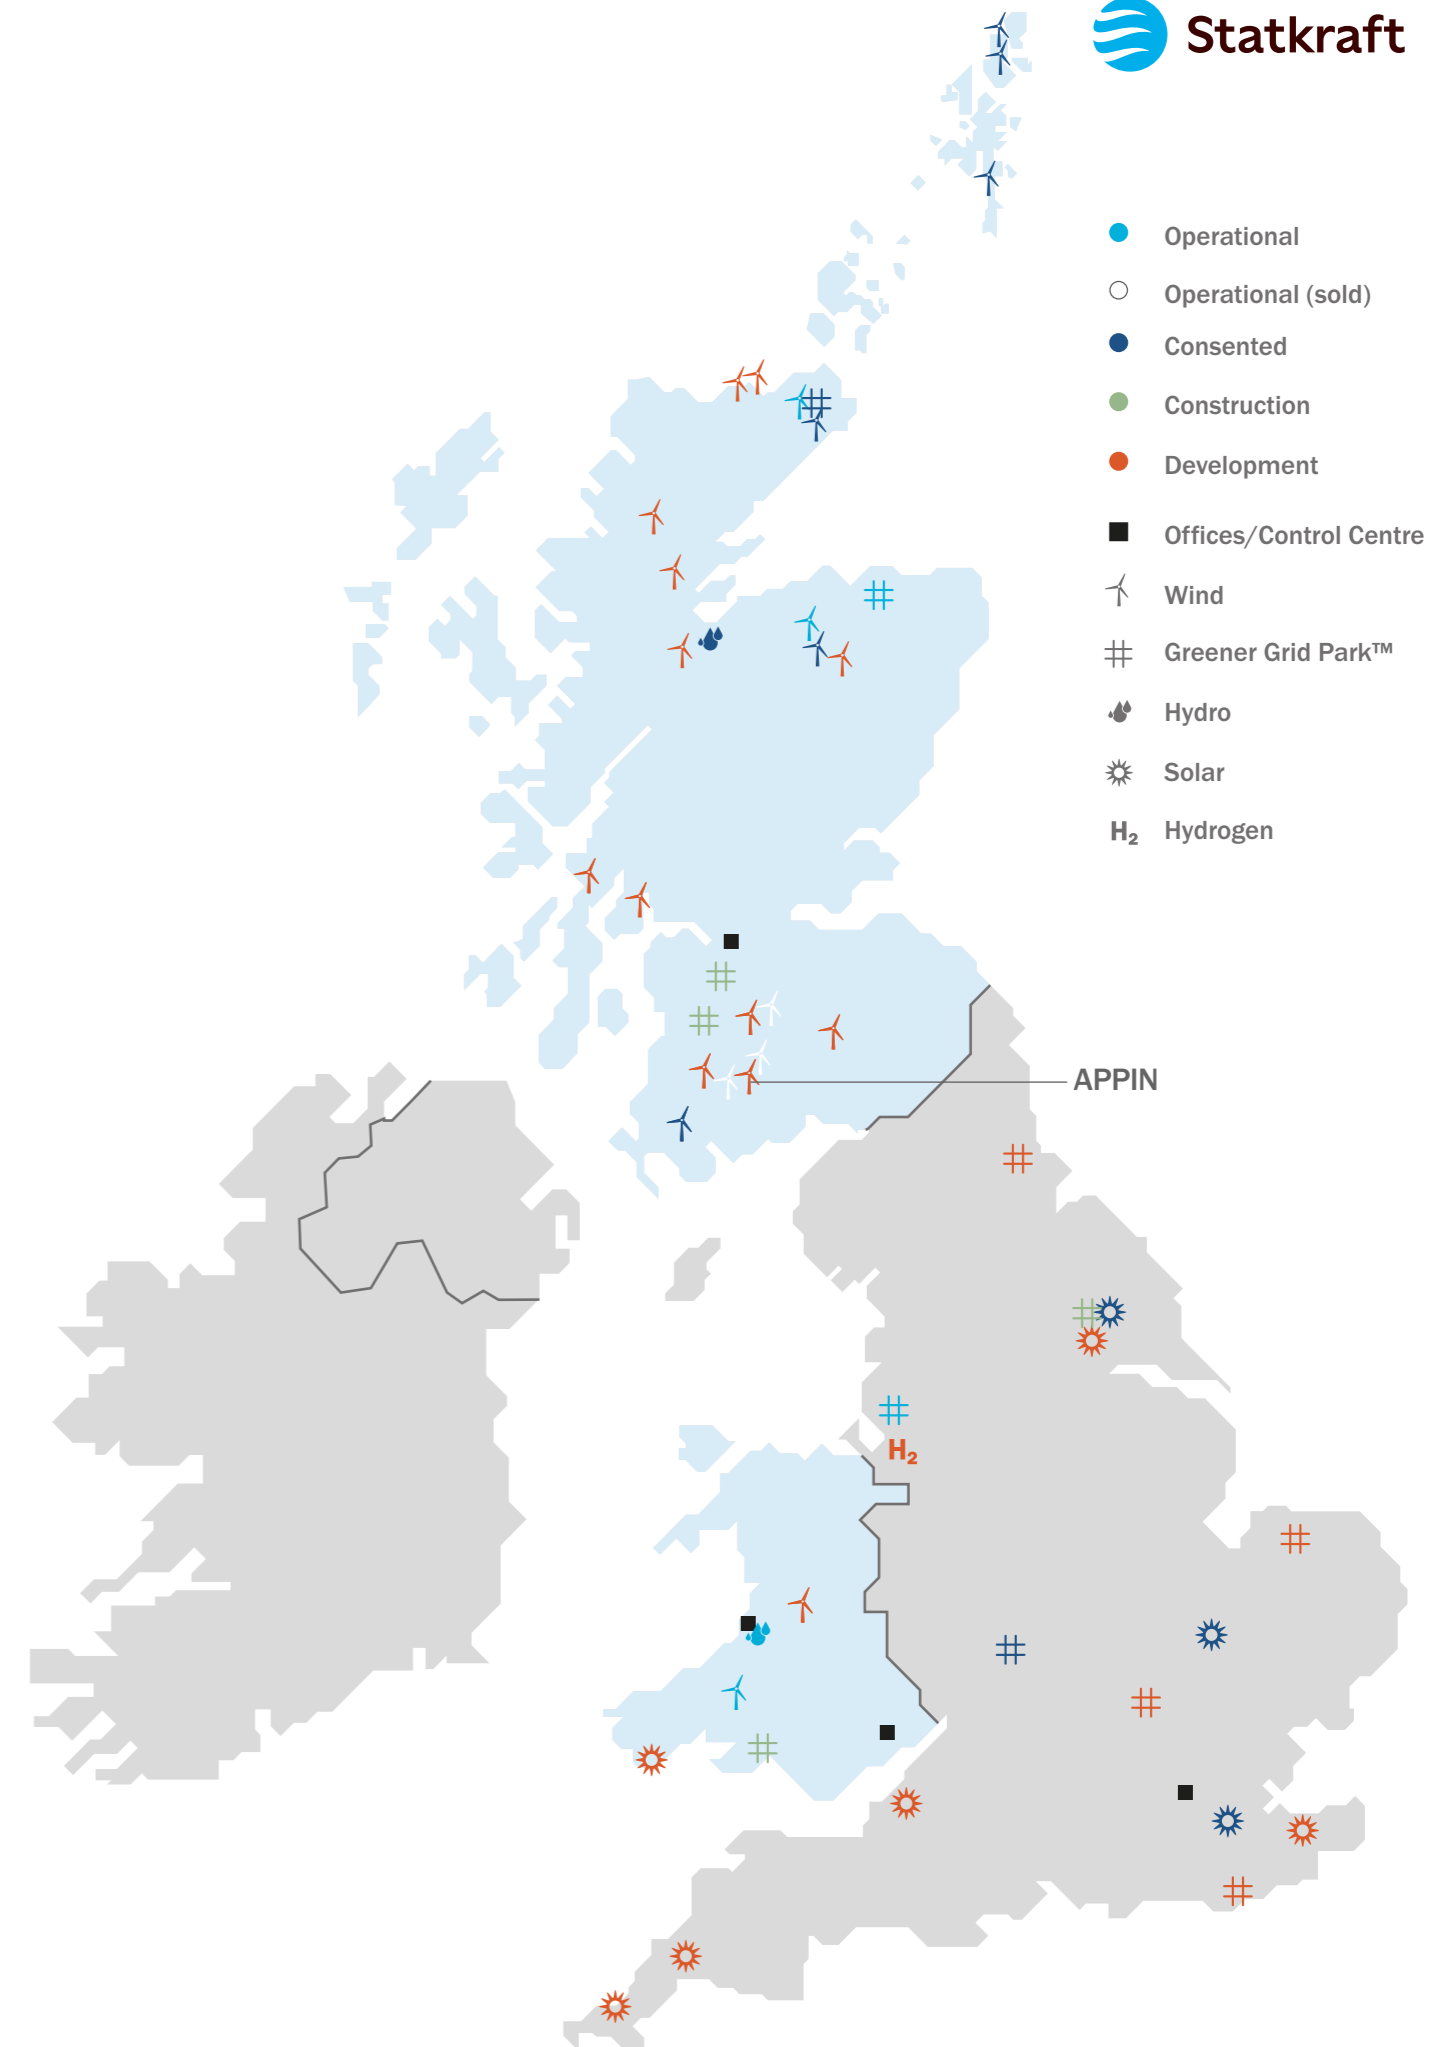 Statkraft
Operational
Operational (sold)
Consented
Construction
Development
Offices/Control Centre
Wind
Greener Grid Park™
Hydro
Solar
H₂ Hydrogen
APPIN
H₂